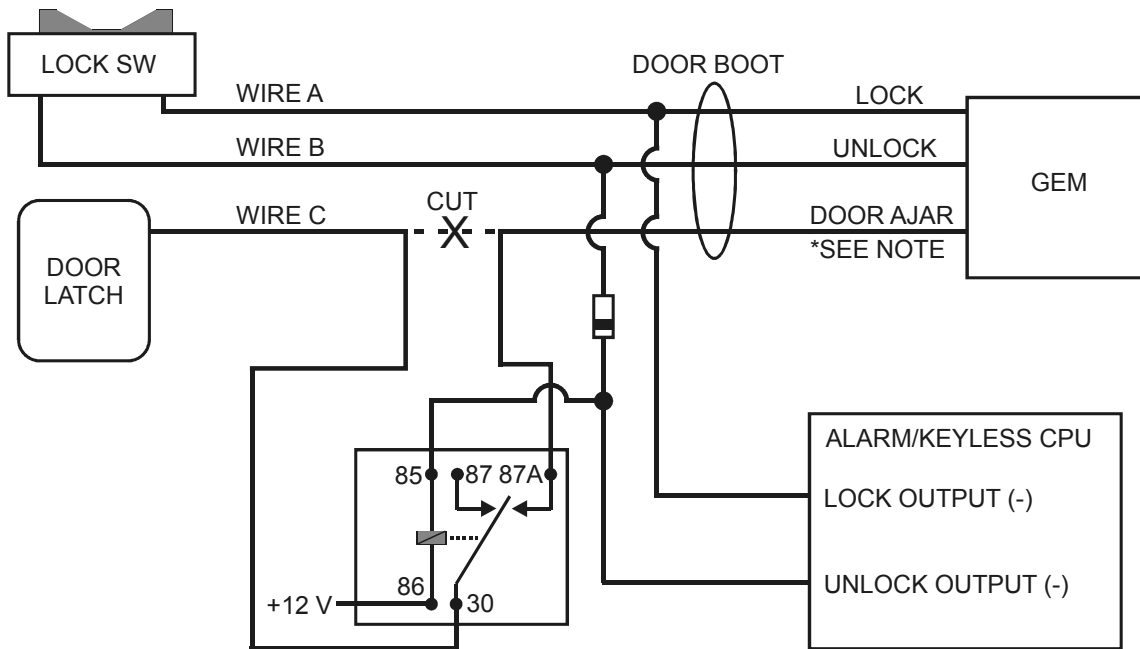 LOCK SW
DOOR BOOT
WIRE A
LOCK
WIRE B
UNLOCK
GEM
WIRE C
CUT
X
DOOR AJAR
*SEE NOTE
DOOR
LATCH
ALARM/KEYLESS CPU
85
87
87A
LOCK OUTPUT (-)
86
30
+12 V
UNLOCK OUTPUT (-)